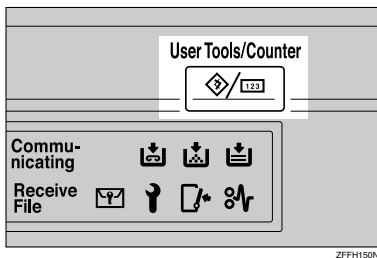 User Tools/Counter
123
Commu-
nicating
Receive
File
ZFFH150N